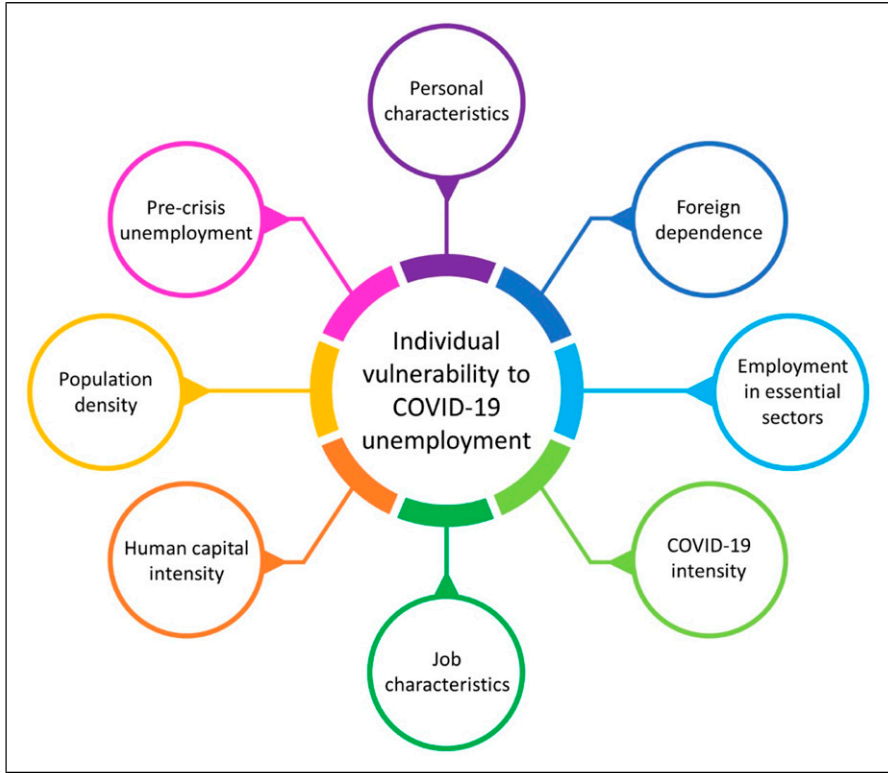 Personal
characteristics
Pre-crisis
unemployment
Foreign
dependence
Individual
vulnerability to
COVID-19
unemployment
Population
density
Employment
in essential
sectors
Human capital
intensity
COVID-19
intensity
Job
characteristics